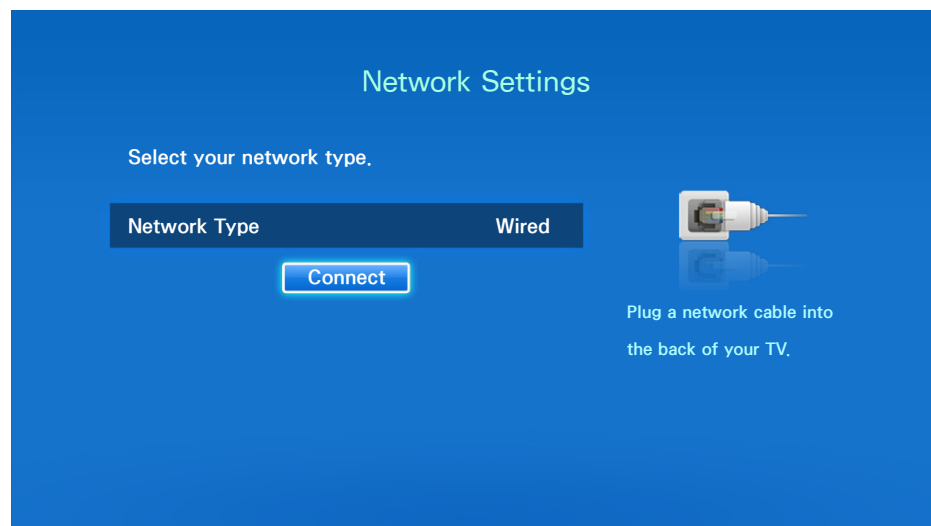 Network Settings
Select your network type.
Network Type Wired
Connect
Plug a network cable into
the back of your TV.